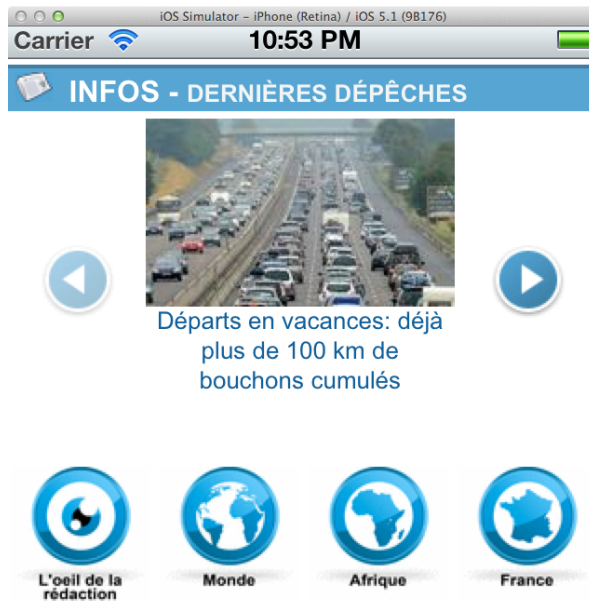 iOS Simulator – iPhone (Retina) / iOS 5.1 (9B176)
Carrier 10:53 PM
INFOS - DERNIÈRES DÉPÊCHES
Départs en vacances: déjà
plus de 100 km de
bouchons cumulés
L'oeil de la
rédaction
Monde
Afrique
France